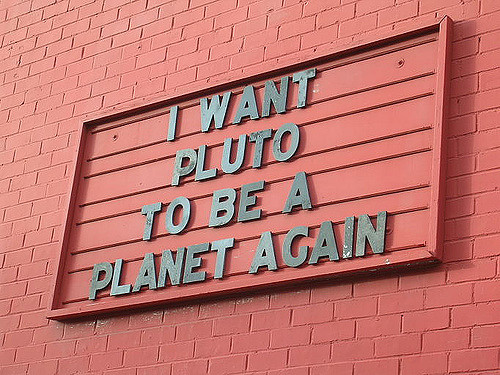 I WANT
PLUTO
TO BE A
PLANET AGAIN